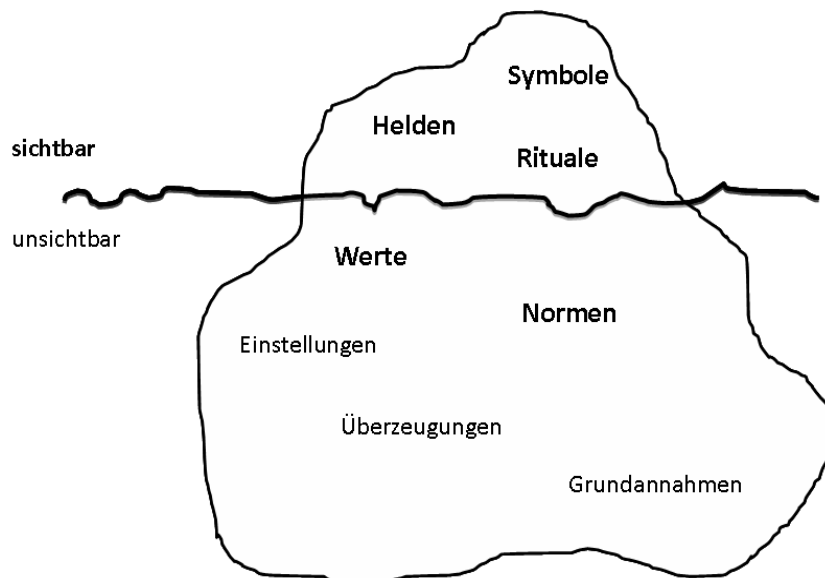 Symbole
Helden
sichtbar
Rituale
unsichtbar
Werte
Normen
Einstellungen
Überzeugungen
Grundannahmen